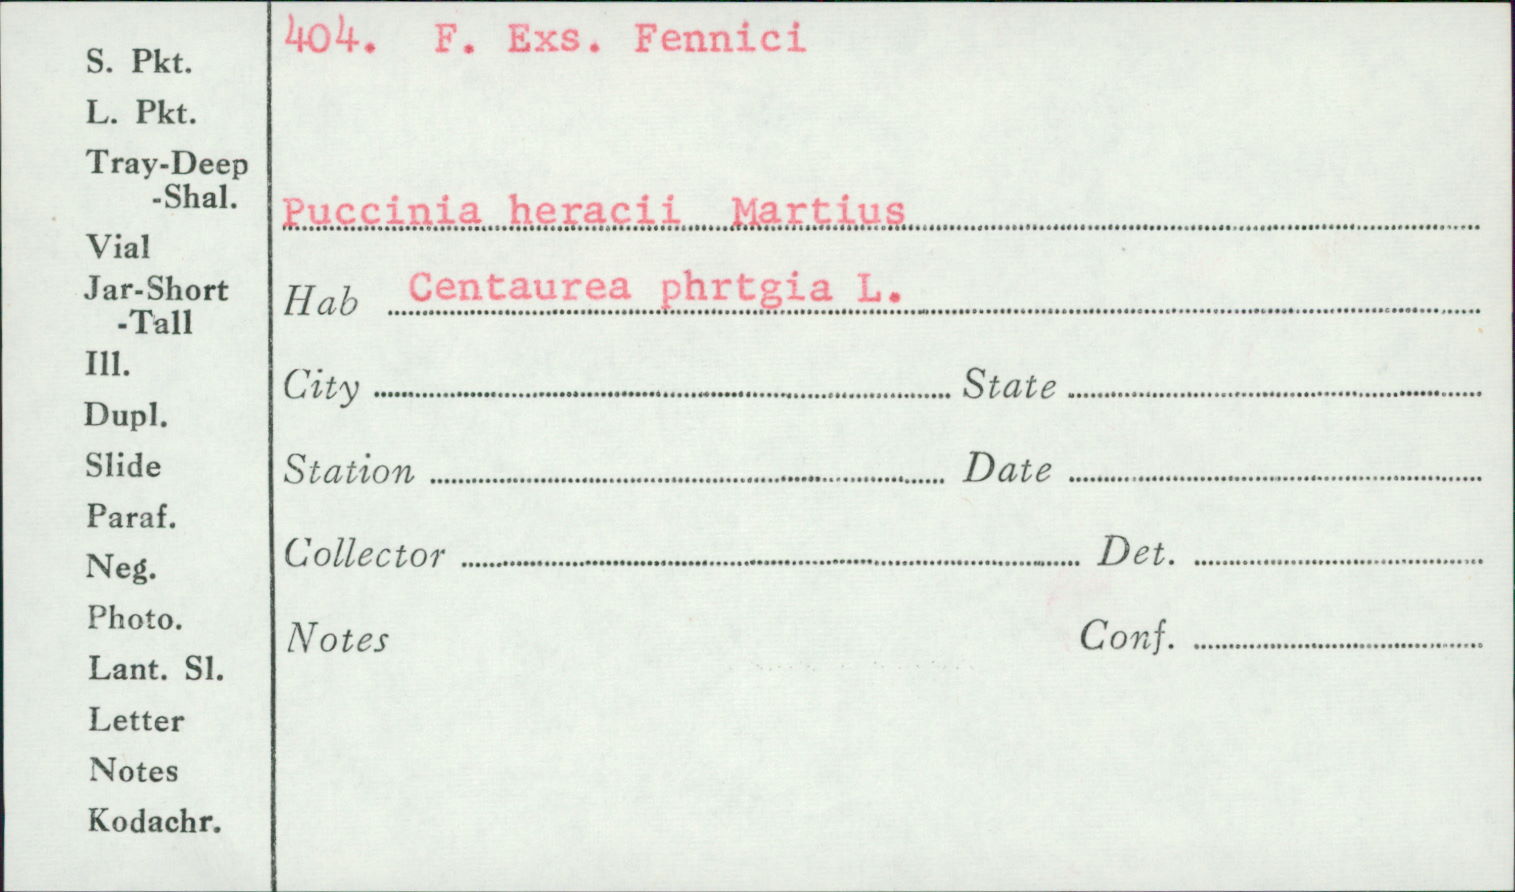 404. F. Exs. Fennici
S. Pkt.
L. Pkt.
Tray-Deep
-Shal.
Puccinia heracii Martius
Vial
Jar-Short
-Tall
Hab Centaurea phrtgia L.
Ill.
City State
Dupl.
Slide
Station Date
Paraf.
Neg.
Collector Det.
Photo.
Notes Conf.
Lant. Sl.
Letter
Notes
Kodachr.